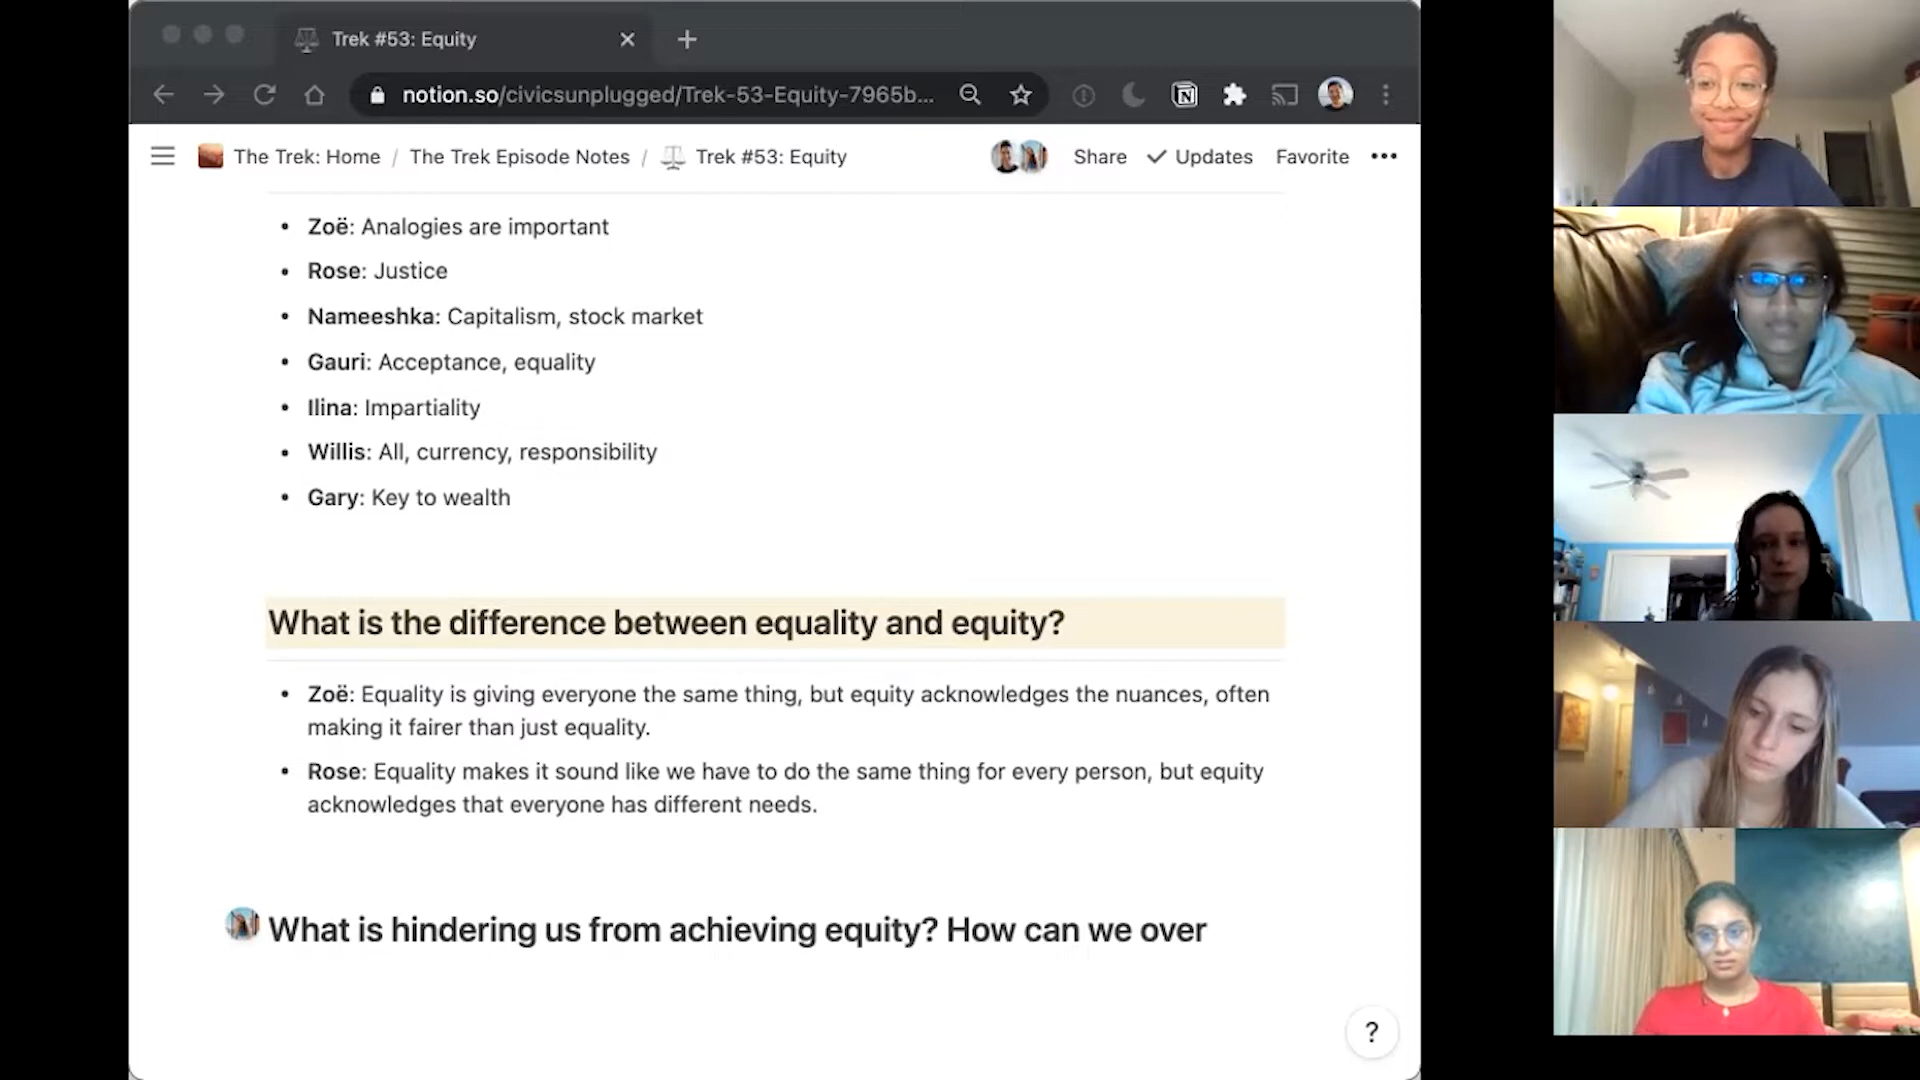 Trek #53: Equity
notion.so/civicsunplugged/Trek-53-Equity-7965b...
The Trek: Home / The Trek Episode Notes / Trek #53: Equity
Share Updates Favorite
• Zoë: Analogies are important
• Rose: Justice
• Nameeshka: Capitalism, stock market
• Gauri: Acceptance, equality
• Ilina: Impartiality
• Willis: All, currency, responsibility
• Gary: Key to wealth
What is the difference between equality and equity?
• Zoë: Equality is giving everyone the same thing, but equity acknowledges the nuances, often
making it fairer than just equality.
• Rose: Equality makes it sound like we have to do the same thing for every person, but equity
acknowledges that everyone has different needs.
What is hindering us from achieving equity? How can we over
?